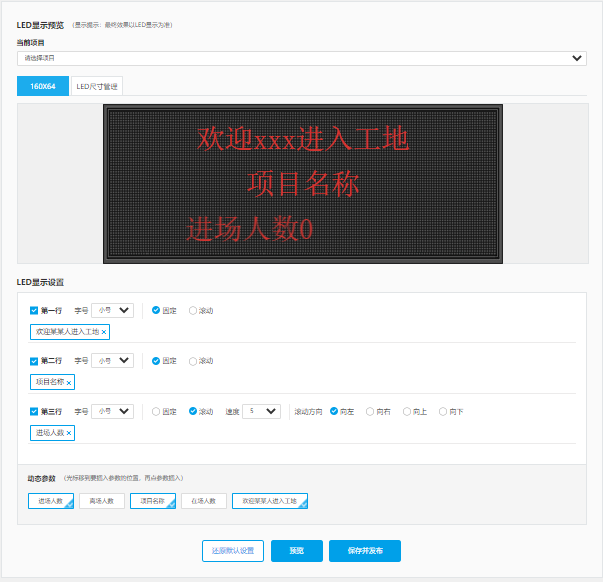 LED显示预览 （显示提示：最终效果以LED显示为准）
当前项目
请选择项目
160X64 LED尺寸管理
欢迎xxx进入工地
项目名称
进场人数0
LED显示设置
第一行 字号 小号 固定 滚动
欢迎某某人进入工地 ×
第二行 字号 小号 固定 滚动
项目名称 ×
第三行 字号 小号 固定 滚动 速度 5 滚动方向 向左 向右 向上 向下
进场人数 ×
动态参数 （光标移到要插入参数的位置，再点参数插入）
进场人数 离场人数 项目名称 在场人数 欢迎某某人进入工地
还原默认设置 预览 保存并发布